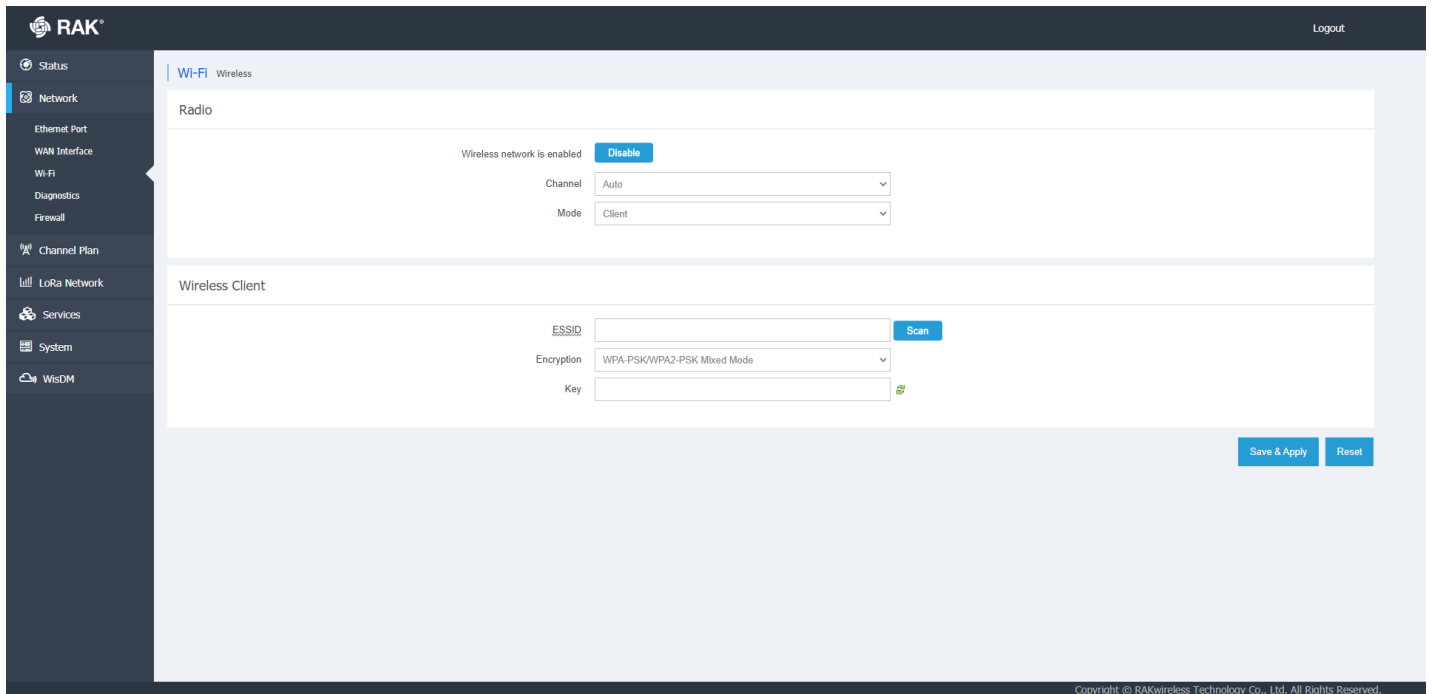 RAK®
Logout
Status
Network
Ethernet Port
WAN Interface
Wi-Fi
Diagnostics
Firewall
Channel Plan
LoRa Network
Services
System
WisDM
Wi-Fi Wireless
Radio
Wireless network is enabled Disable
Channel Auto
Mode Client
Wireless Client
ESSID Scan
Encryption WPA-PSK/WPA2-PSK Mixed Mode
Key
Save & Apply Reset
Copyright © RAKwireless Technology Co., Ltd. All Rights Reserved.